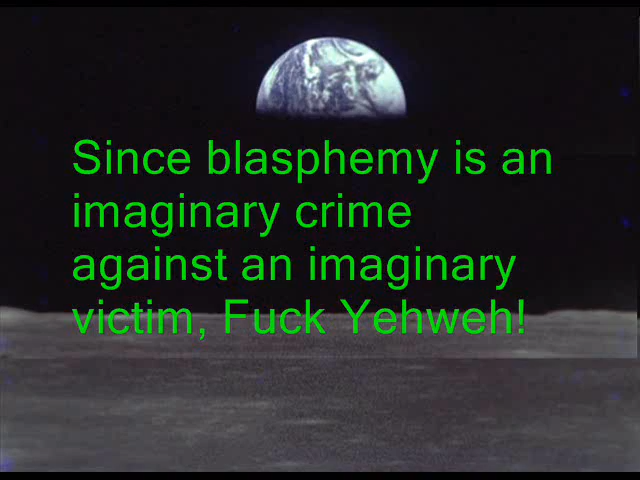 Since blasphemy is an
imaginary crime
against an imaginary
victim, Fuck Yehweh!